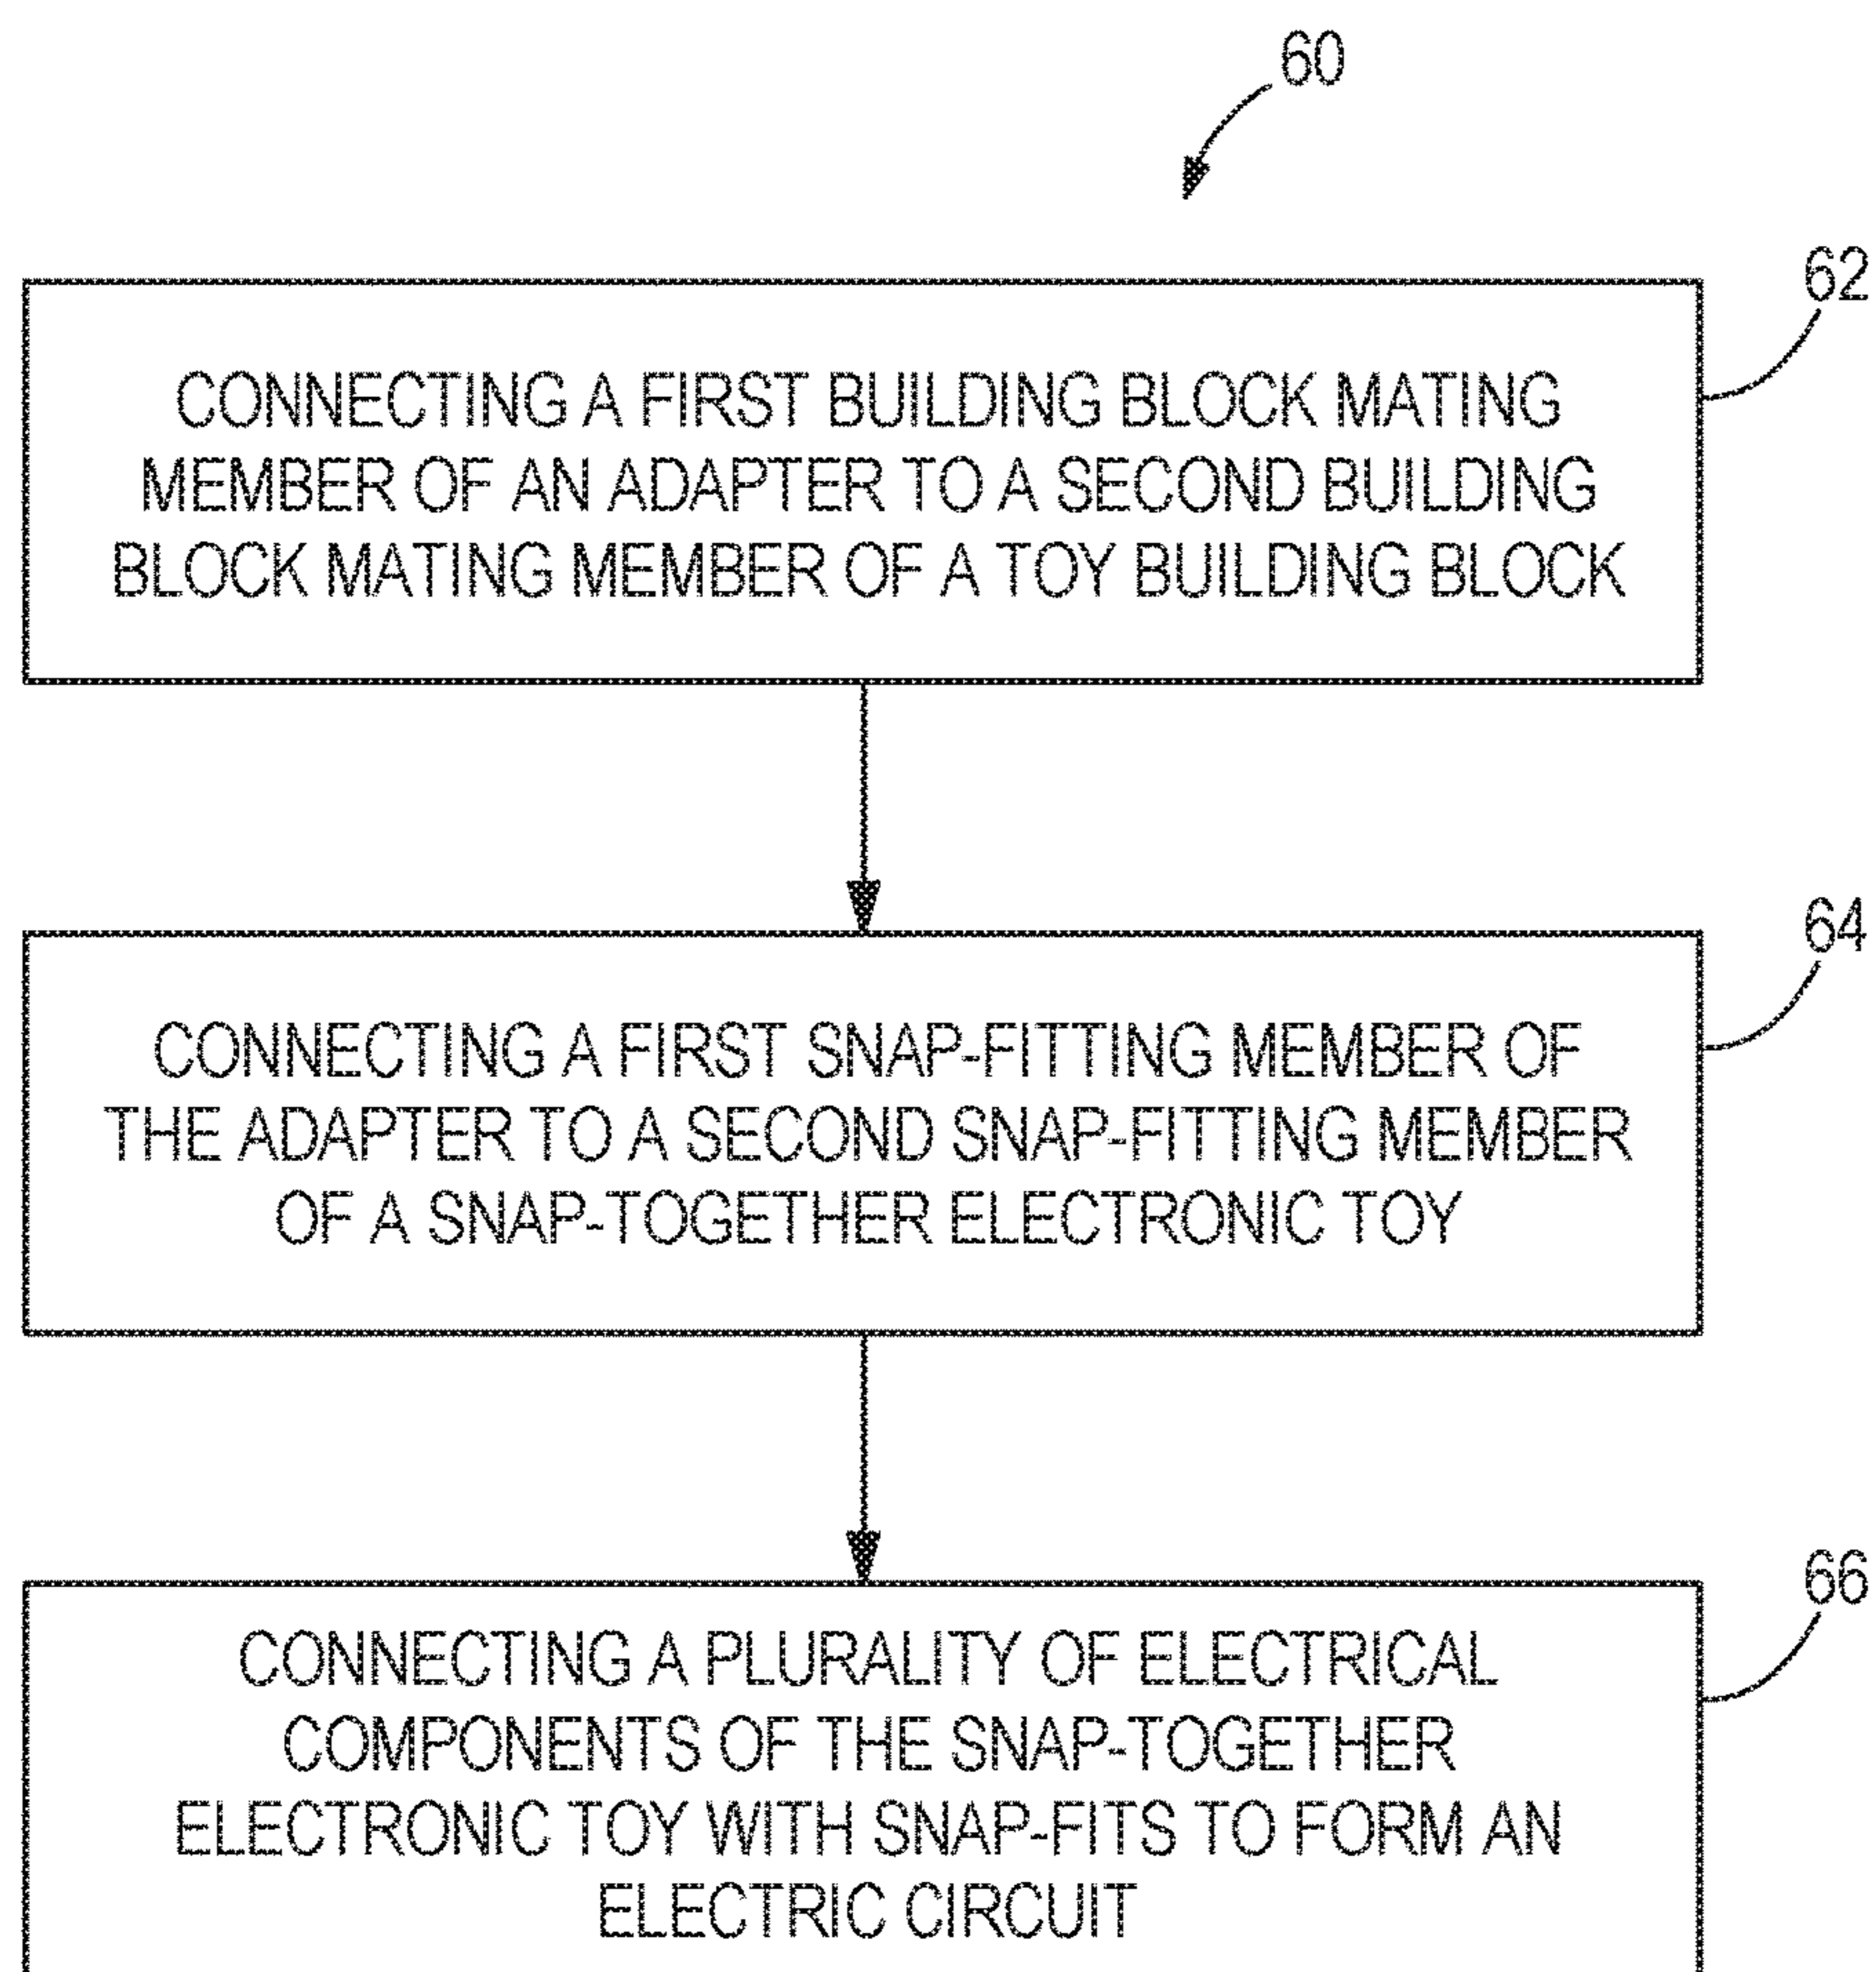 60
62
CONNECTING A FIRST BUILDING BLOCK MATING
MEMBER OF AN ADAPTER TO A SECOND BUILDING
BLOCK MATING MEMBER OF A TOY BUILDING BLOCK
64
CONNECTING A FIRST SNAP-FITTING MEMBER OF
THE ADAPTER TO A SECOND SNAP-FITTING MEMBER
OF A SNAP-TOGETHER ELECTRONIC TOY
66
CONNECTING A PLURALITY OF ELECTRICAL
COMPONENTS OF THE SNAP-TOGETHER
ELECTRONIC TOY WITH SNAP-FITS TO FORM AN
ELECTRIC CIRCUIT